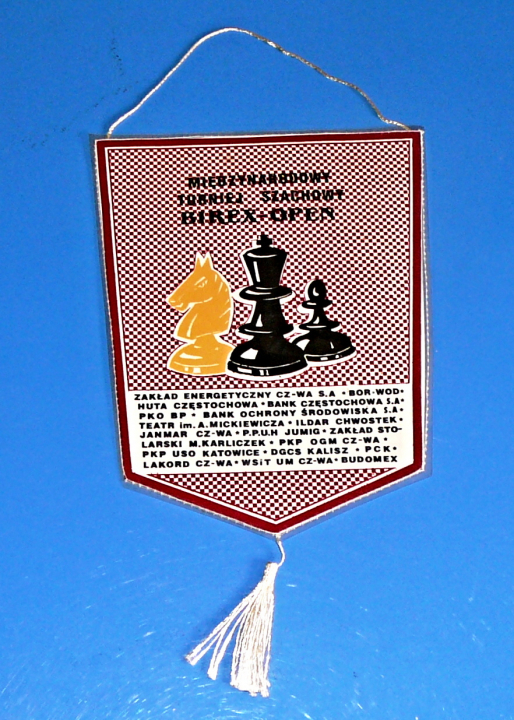 MIĘDZYNARODOWY
TURNIEJ SZACHOWY
HIREX-OPEN
ZAKŁAD ENERGETYCZNY CZ-WA S.A • BOR-WOD•
HUTA CZĘSTOCHOWA • BANK CZĘSTOCHOWA S.A•
PKO BP • BANK OCHRONY ŚRODOWISKA S.A•
TEATR im. A.MICKIEWICZA • ILDAR CHWOSTEK •
JANMAR CZ-WA • P.P.U.H JUMIG • ZAKŁAD STO-
LARSKI M.KARLICZEK • PKP OGM CZ-WA •
PKP USO KATOWICE • DGCS KALISZ • PCK •
LAKORD CZ-WA • WSiT UM CZ-WA • BUDOMEX